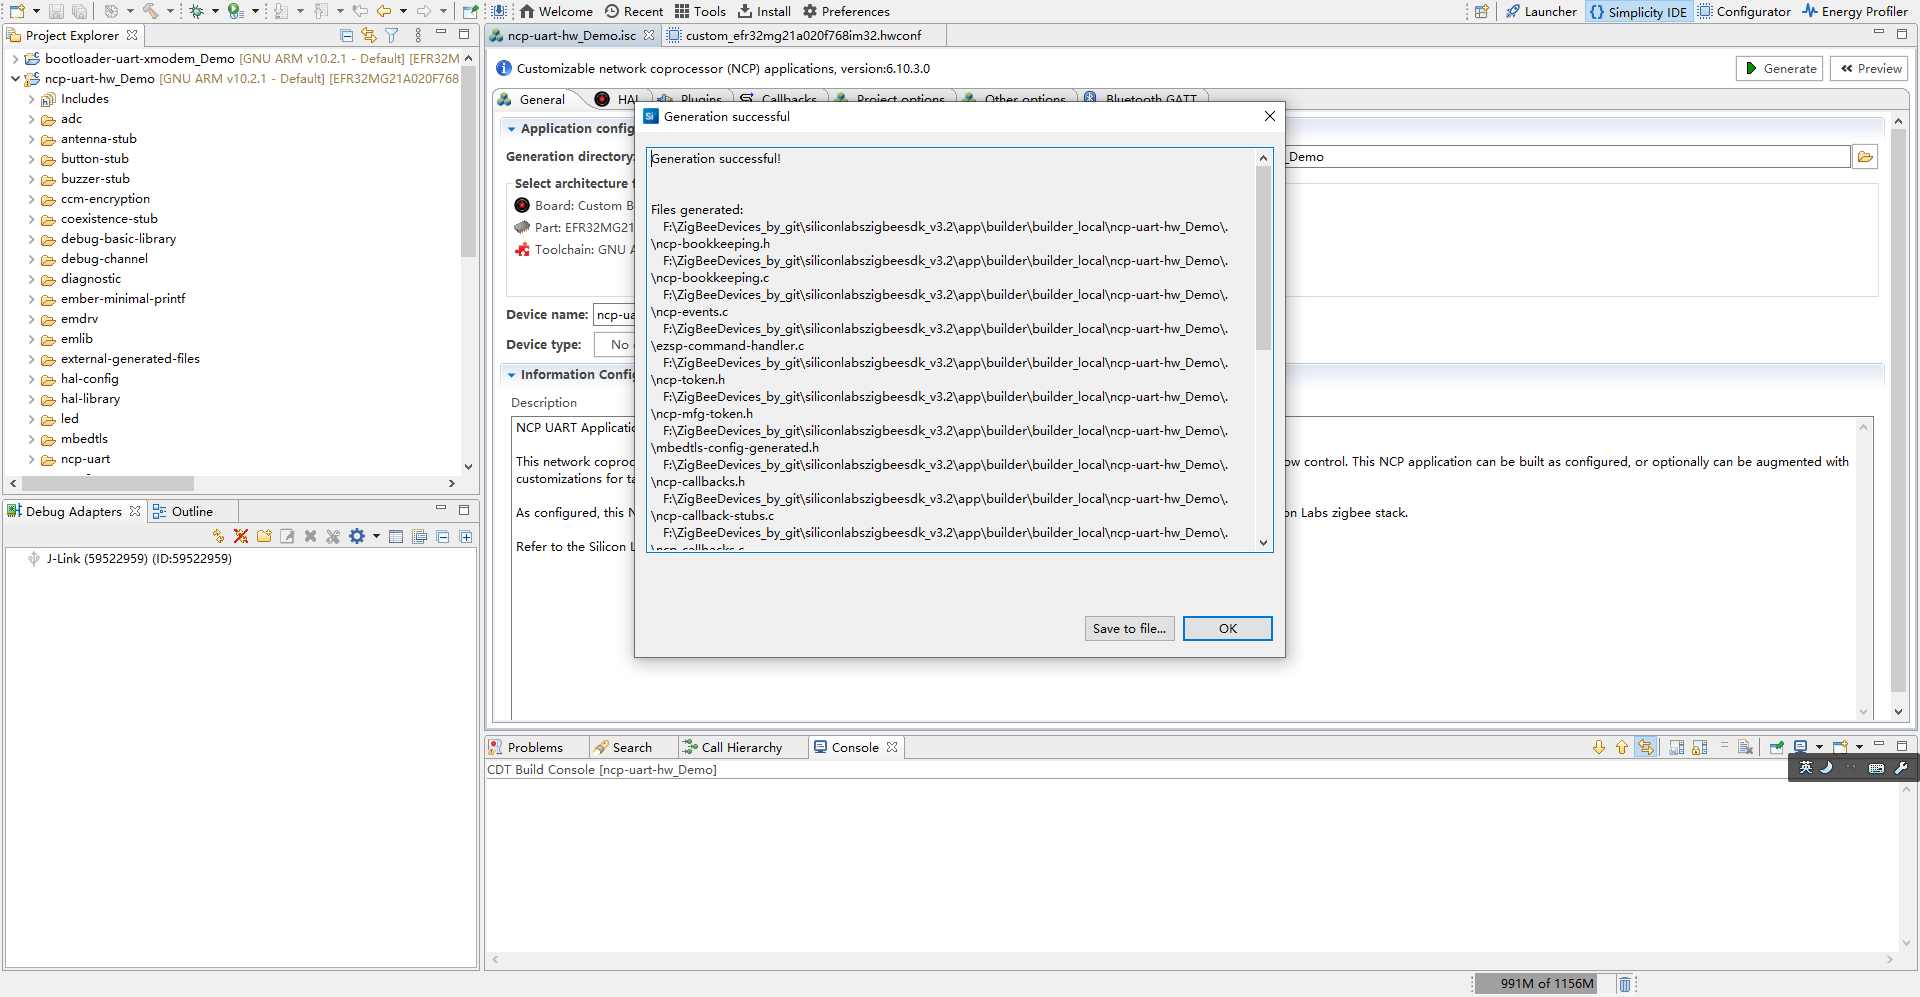 Welcome
Recent
Tools
Install
Preferences
Launcher
Simplicity IDE
Configurator
Energy Profiler
Project Explorer
bootloader-uart-xmodem_Demo [GNU ARM v10.2.1 - Default] [EFR32M
ncp-uart-hw_Demo [GNU ARM v10.2.1 - Default] [EFR32MG21A020F768
Includes
adc
antenna-stub
button-stub
buzzer-stub
ccm-encryption
coexistence-stub
debug-basic-library
debug-channel
diagnostic
ember-minimal-printf
emdrv
emlib
external-generated-files
hal-config
hal-library
led
mbedtls
ncp-uart
Debug Adapters
Outline
J-Link (59522959) (ID:59522959)
ncp-uart-hw_Demo.isc
custom_efr32mg21a020f768im32.hwconf
Customizable network coprocessor (NCP) applications, version:6.10.3.0
Generate
Preview
General
HAL
Plugins
Callbacks
Project options
Other options
Bluetooth GATT
Application config
Generation directory:
_Demo
Select architecture f
Board: Custom B
Part: EFR32MG21
Toolchain: GNU A
Device name:
ncp-ua
Device type:
No
Information Config
Description
NCP UART Applicatio
This network coproc
ow control. This NCP application can be built as configured, or optionally can be augmented with
customizations for ta
As configured, this N
on Labs zigbee stack.
Refer to the Silicon L
Generation successful
Generation successful!
Files generated:
F:\ZigBeeDevices_by_git\siliconlabszigbeesdk_v3.2\app\builder\builder_local\ncp-uart-hw_Demo\.
\ncp-bookkeeping.h
F:\ZigBeeDevices_by_git\siliconlabszigbeesdk_v3.2\app\builder\builder_local\ncp-uart-hw_Demo\.
\ncp-bookkeeping.c
F:\ZigBeeDevices_by_git\siliconlabszigbeesdk_v3.2\app\builder\builder_local\ncp-uart-hw_Demo\.
\ncp-events.c
F:\ZigBeeDevices_by_git\siliconlabszigbeesdk_v3.2\app\builder\builder_local\ncp-uart-hw_Demo\.
\ezsp-command-handler.c
F:\ZigBeeDevices_by_git\siliconlabszigbeesdk_v3.2\app\builder\builder_local\ncp-uart-hw_Demo\.
\ncp-token.h
F:\ZigBeeDevices_by_git\siliconlabszigbeesdk_v3.2\app\builder\builder_local\ncp-uart-hw_Demo\.
\ncp-mfg-token.h
F:\ZigBeeDevices_by_git\siliconlabszigbeesdk_v3.2\app\builder\builder_local\ncp-uart-hw_Demo\.
\mbedtls-config-generated.h
F:\ZigBeeDevices_by_git\siliconlabszigbeesdk_v3.2\app\builder\builder_local\ncp-uart-hw_Demo\.
\ncp-callbacks.h
F:\ZigBeeDevices_by_git\siliconlabszigbeesdk_v3.2\app\builder\builder_local\ncp-uart-hw_Demo\.
\ncp-callback-stubs.c
F:\ZigBeeDevices_by_git\siliconlabszigbeesdk_v3.2\app\builder\builder_local\ncp-uart-hw_Demo\.
\ncp-callbacks.c
Save to file...
OK
Problems
Search
Call Hierarchy
Console
CDT Build Console [ncp-uart-hw_Demo]
英
991M of 1156M